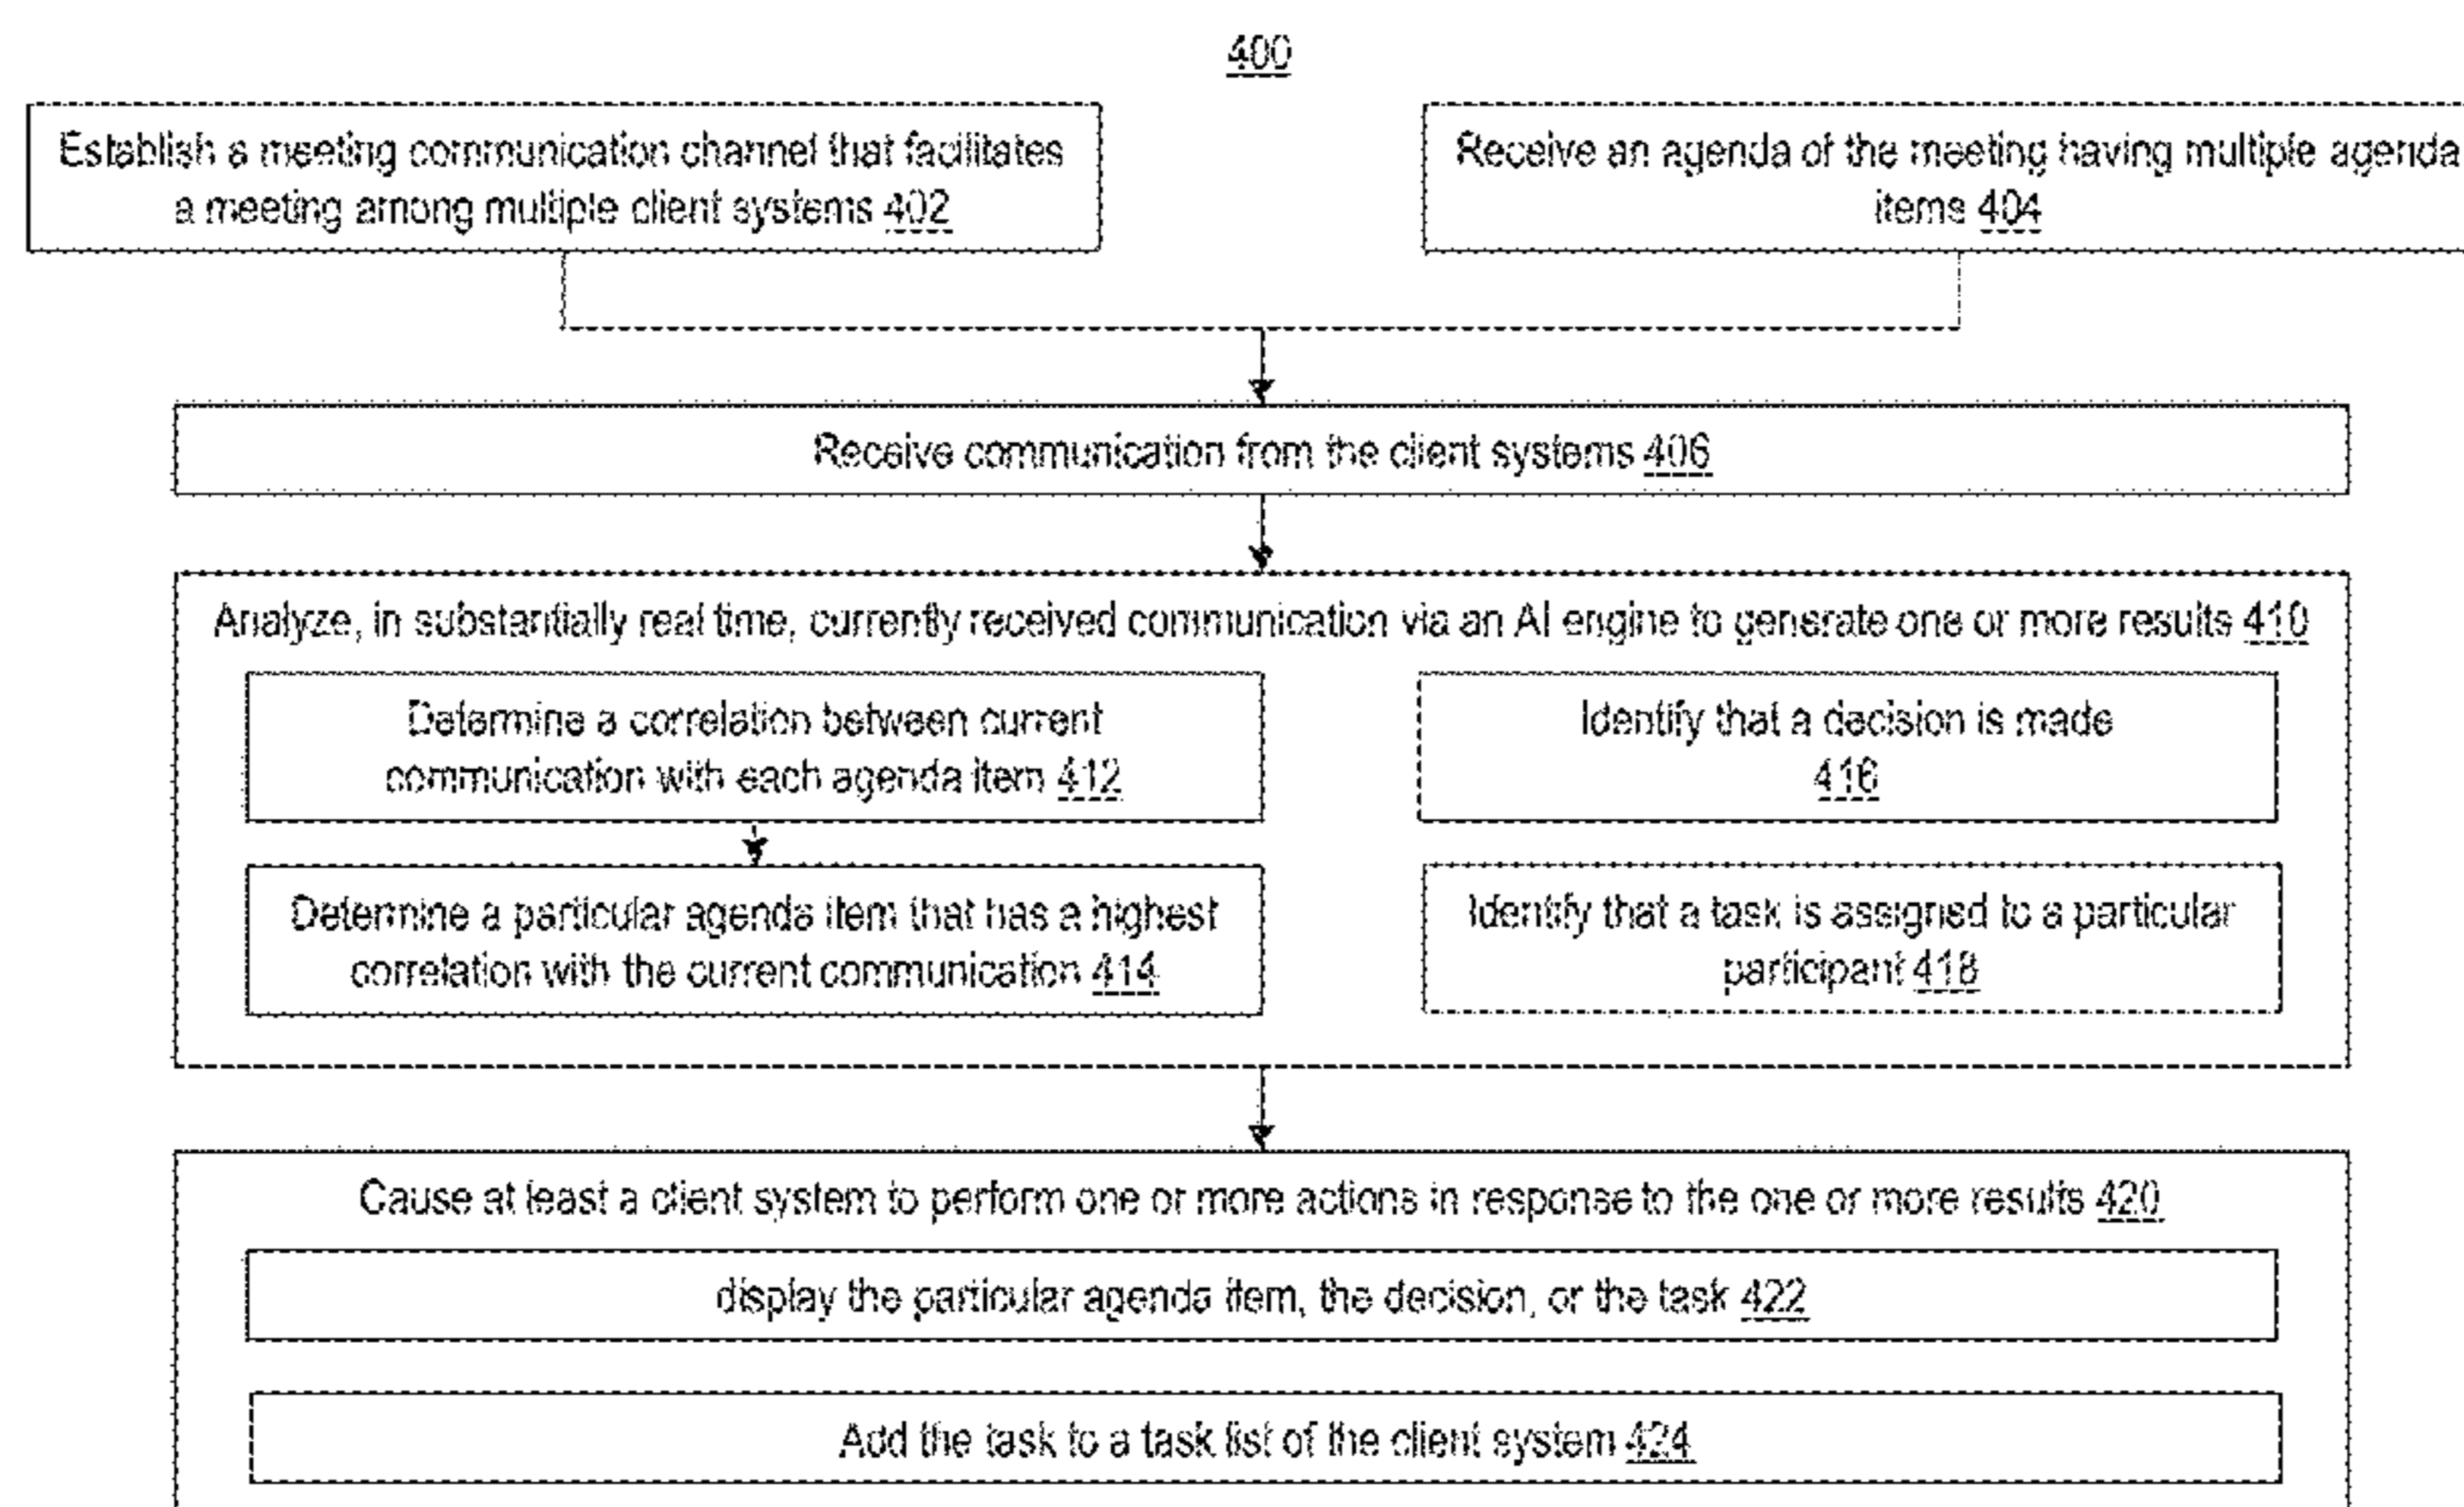 400
Establish a meeting communication channel that facilitates
a meeting among multiple client systems 402
Receive an agenda of the meeting having multiple agenda
items 404
Receive communication from the client systems 406
Analyze, in substantially real time, currently received communication via an AI engine to generate one or more results 410
Determine a correlation between current
communication with each agenda item 412
Identify that a decision is made
416
Determine a particular agenda item that has a highest
correlation with the current communication 414
Identify that a task is assigned to a particular
participant 418
Cause at least a client system to perform one or more actions in response to the one or more results 420
display the particular agenda item, the decision, or the task 422
Add the task to a task list of the client system 424